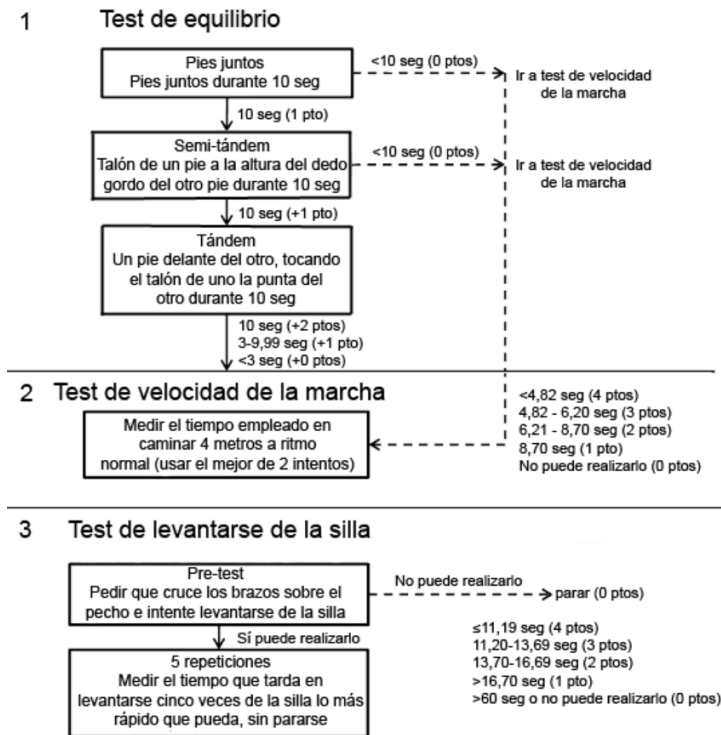 1 Test de equilibrio
Pies juntos
Pies juntos durante 10 seg
<10 seg (0 ptos)
Ir a test de velocidad
de la marcha
10 seg (1 pto)
Semi-tándem
Talón de un pie a la altura del dedo
gordo del otro pie durante 10 seg
<10 seg (0 ptos)
Ir a test de velocidad
de la marcha
10 seg (+1 pto)
Tándem
Un pie delante del otro, tocando
el talón de uno la punta del
otro durante 10 seg
10 seg (+2 ptos)
3-9,99 seg (+1 pto)
<3 seg (+0 ptos)
2 Test de velocidad de la marcha
Medir el tiempo empleado en
caminar 4 metros a ritmo
normal (usar el mejor de 2 intentos)
<4,82 seg (4 ptos)
4,82 - 6,20 seg (3 ptos)
6,21 - 8,70 seg (2 ptos)
8,70 seg (1 pto)
No puede realizarlo (0 ptos)
3 Test de levantarse de la silla
Pre-test
Pedir que cruce los brazos sobre el
pecho e intente levantarse de la silla
No puede realizarlo
parar (0 ptos)
Sí puede realizarlo
5 repeticiones
Medir el tiempo que tarda en
levantarse cinco veces de la silla lo más
rápido que pueda, sin pararse
≤11,19 seg (4 ptos)
11,20-13,69 seg (3 ptos)
13,70-16,69 seg (2 ptos)
>16,70 seg (1 pto)
>60 seg o no puede realizarlo (0 ptos)